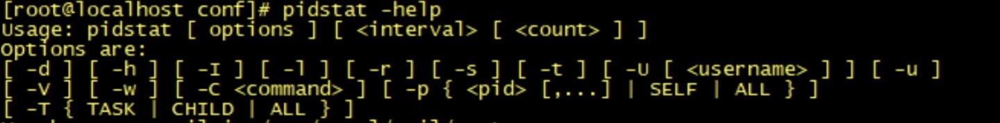 [root@localhost conf]# pidstat -help
Usage: pidstat [ options ] [ <interval> [ <count> ] ]
Options are:
[ -d ] [ -h ] [ -I ] [ -l ] [ -r ] [ -s ] [ -t ] [ -U [ <username> ] ] [ -u ]
[ -V ] [ -w ] [ -C <command> ] [ -p { <pid> [,...] | SELF | ALL } ]
[ -T { TASK | CHILD | ALL } ]